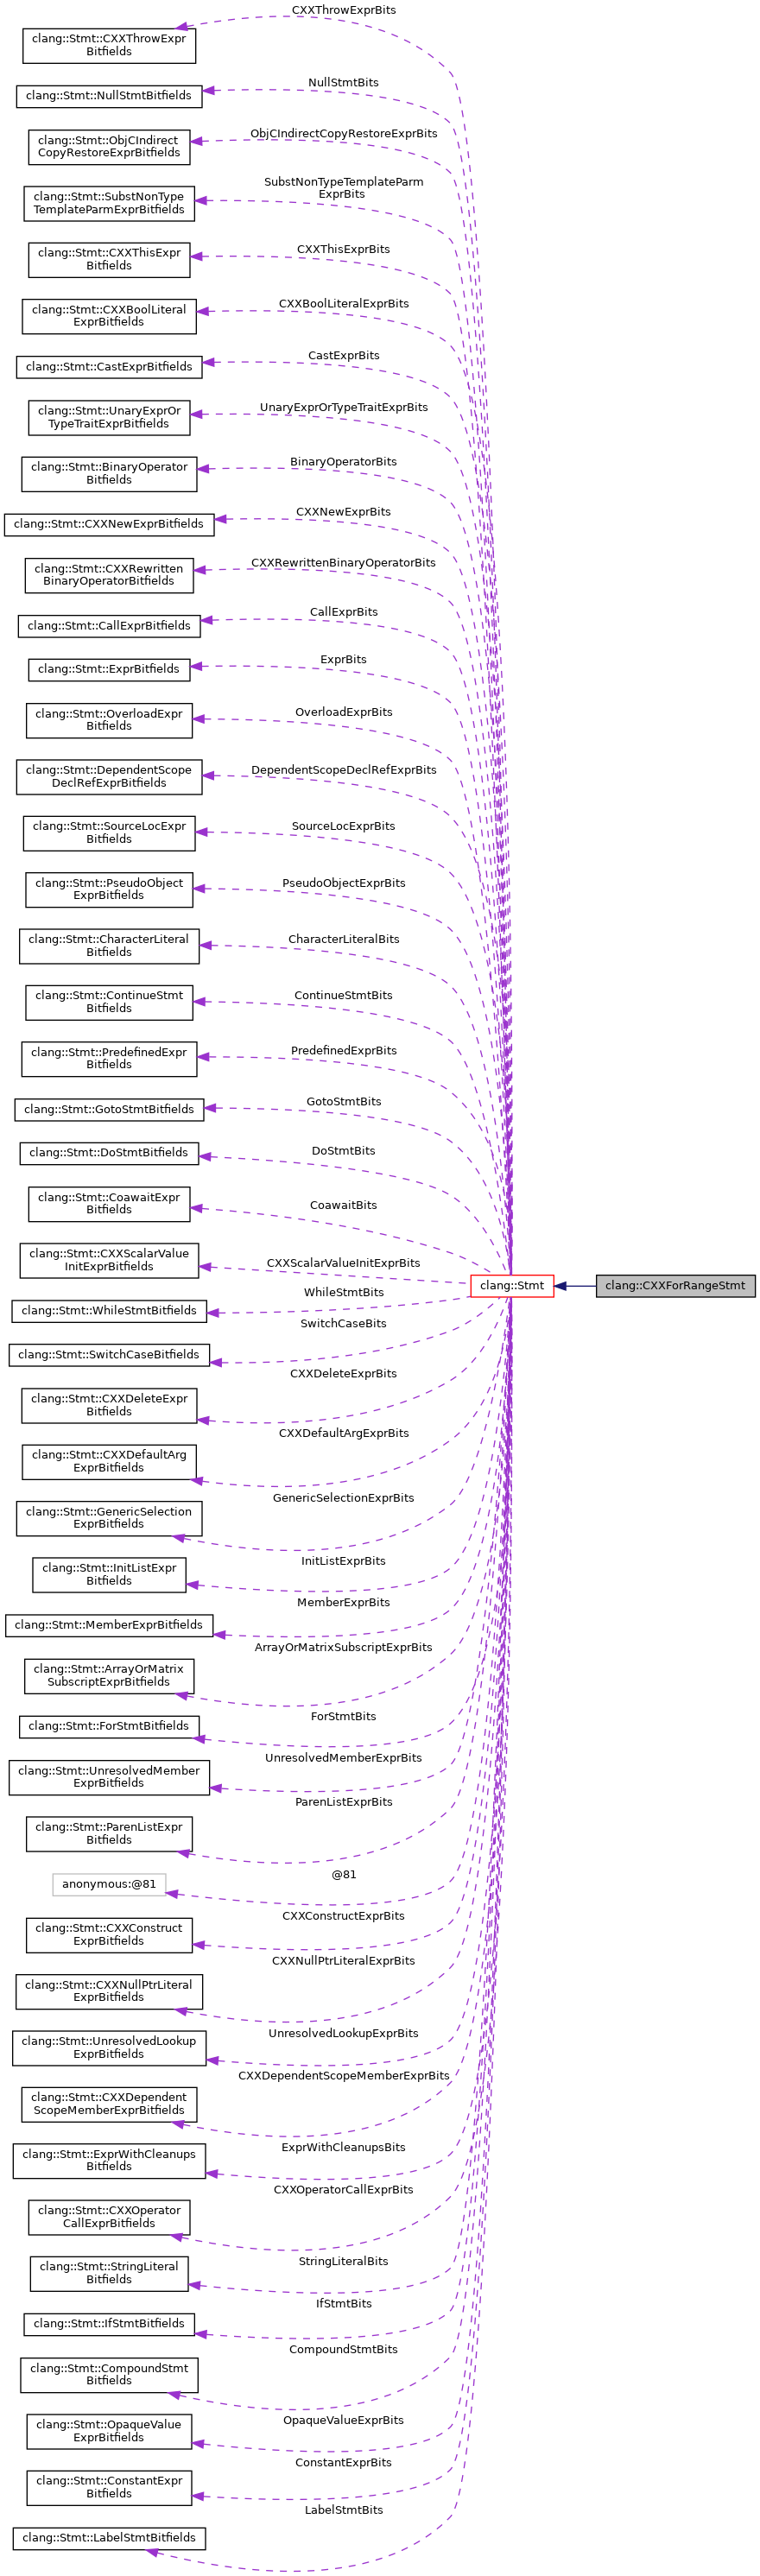 CXXThrowExprBits
clang::Stmt::CXXThrowExpr
Bitfields
NullStmtBits
clang::Stmt::NullStmtBitfields
ObjCIndirectCopyRestoreExprBits
clang::Stmt::ObjCIndirect
CopyRestoreExprBitfields
SubstNonTypeTemplateParm
ExprBits
clang::Stmt::SubstNonType
TemplateParmExprBitfields
CXXThisExprBits
clang::Stmt::CXXThisExpr
Bitfields
CXXBoolLiteralExprBits
clang::Stmt::CXXBoolLiteral
ExprBitfields
CastExprBits
clang::Stmt::CastExprBitfields
UnaryExprOrTypeTraitExprBits
clang::Stmt::UnaryExprOr
TypeTraitExprBitfields
BinaryOperatorBits
clang::Stmt::BinaryOperator
Bitfields
CXXNewExprBits
clang::Stmt::CXXNewExprBitfields
CXXRewrittenBinaryOperatorBits
clang::Stmt::CXXRewritten
BinaryOperatorBitfields
CallExprBits
clang::Stmt::CallExprBitfields
ExprBits
clang::Stmt::ExprBitfields
OverloadExprBits
clang::Stmt::OverloadExpr
Bitfields
DependentScopeDeclRefExprBits
clang::Stmt::DependentScope
DeclRefExprBitfields
SourceLocExprBits
clang::Stmt::SourceLocExpr
Bitfields
PseudoObjectExprBits
clang::Stmt::PseudoObject
ExprBitfields
CharacterLiteralBits
clang::Stmt::CharacterLiteral
Bitfields
ContinueStmtBits
clang::Stmt::ContinueStmt
Bitfields
PredefinedExprBits
clang::Stmt::PredefinedExpr
Bitfields
GotoStmtBits
clang::Stmt::GotoStmtBitfields
DoStmtBits
clang::Stmt::DoStmtBitfields
CoawaitBits
clang::Stmt::CoawaitExpr
Bitfields
CXXScalarValueInitExprBits
clang::Stmt::CXXScalarValue
InitExprBitfields
clang::Stmt
clang::CXXForRangeStmt
WhileStmtBits
clang::Stmt::WhileStmtBitfields
SwitchCaseBits
clang::Stmt::SwitchCaseBitfields
CXXDeleteExprBits
clang::Stmt::CXXDeleteExpr
Bitfields
CXXDefaultArgExprBits
clang::Stmt::CXXDefaultArg
ExprBitfields
GenericSelectionExprBits
clang::Stmt::GenericSelection
ExprBitfields
InitListExprBits
clang::Stmt::InitListExpr
Bitfields
MemberExprBits
clang::Stmt::MemberExprBitfields
ArrayOrMatrixSubscriptExprBits
clang::Stmt::ArrayOrMatrix
SubscriptExprBitfields
ForStmtBits
clang::Stmt::ForStmtBitfields
UnresolvedMemberExprBits
clang::Stmt::UnresolvedMember
ExprBitfields
ParenListExprBits
clang::Stmt::ParenListExpr
Bitfields
@81
anonymous:@81
CXXConstructExprBits
clang::Stmt::CXXConstruct
ExprBitfields
CXXNullPtrLiteralExprBits
clang::Stmt::CXXNullPtrLiteral
ExprBitfields
UnresolvedLookupExprBits
clang::Stmt::UnresolvedLookup
ExprBitfields
CXXDependentScopeMemberExprBits
clang::Stmt::CXXDependent
ScopeMemberExprBitfields
ExprWithCleanupsBits
clang::Stmt::ExprWithCleanups
Bitfields
CXXOperatorCallExprBits
clang::Stmt::CXXOperator
CallExprBitfields
StringLiteralBits
clang::Stmt::StringLiteral
Bitfields
IfStmtBits
clang::Stmt::IfStmtBitfields
CompoundStmtBits
clang::Stmt::CompoundStmt
Bitfields
OpaqueValueExprBits
clang::Stmt::OpaqueValue
ExprBitfields
ConstantExprBits
clang::Stmt::ConstantExpr
Bitfields
LabelStmtBits
clang::Stmt::LabelStmtBitfields